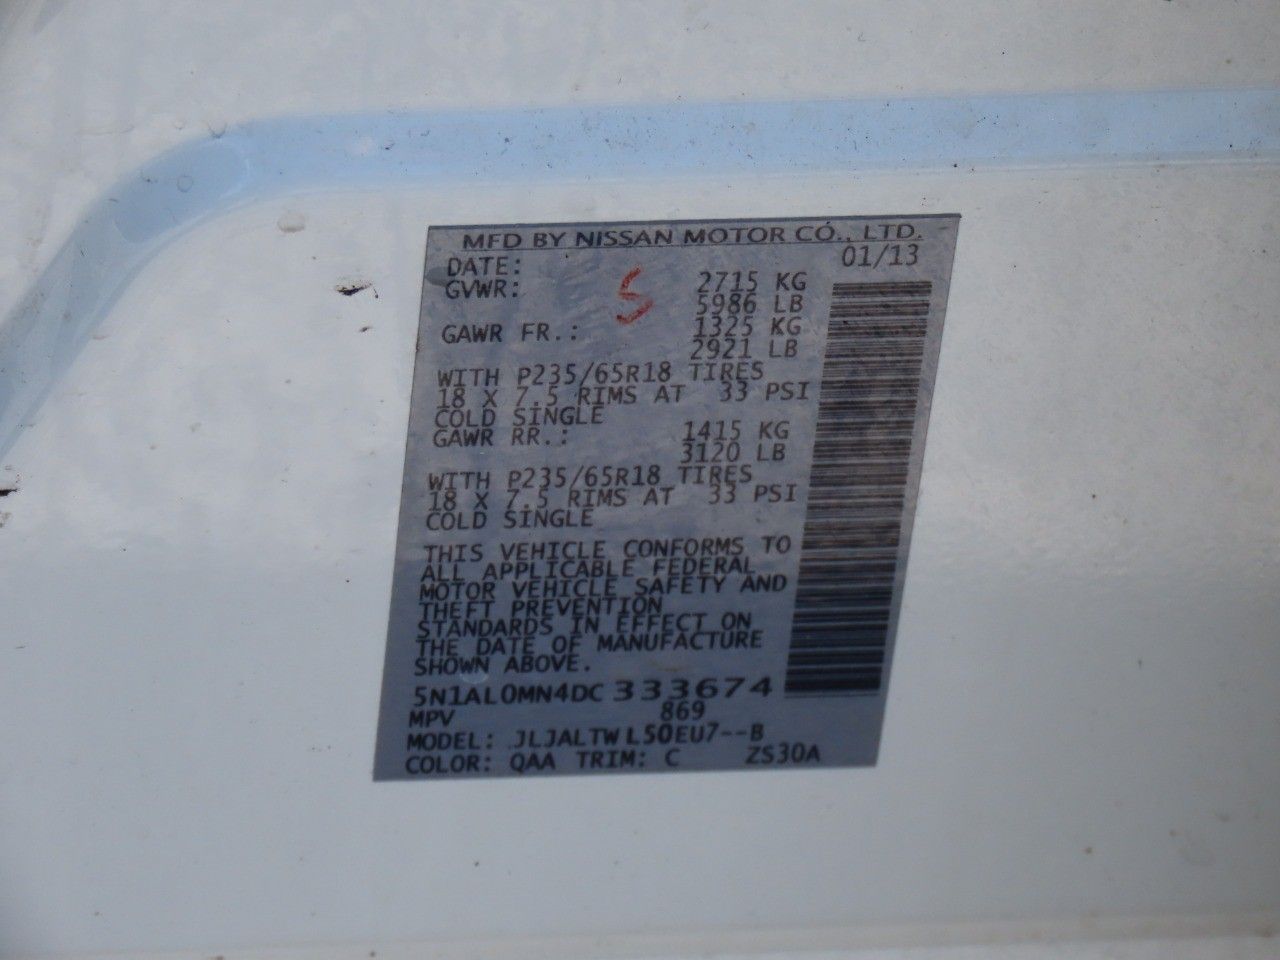 MFD BY NISSAN MOTOR CO., LTD.
DATE: 01/13
GVWR: 2715 KG
5986 LB
S
GAWR FR.: 1325 KG
2921 LB
WITH P235/65R18 TIRES
18 X 7.5 RIMS AT 33 PSI
COLD SINGLE
GAWR RR.: 1415 KG
3120 LB
WITH P235/65R18 TIRES
18 X 7.5 RIMS AT 33 PSI
COLD SINGLE
THIS VEHICLE CONFORMS TO
ALL APPLICABLE FEDERAL
MOTOR VEHICLE SAFETY AND
THEFT PREVENTION
STANDARDS IN EFFECT ON
THE DATE OF MANUFACTURE
SHOWN ABOVE.
5N1AL0MN4DC333674
MPV 869
MODEL: JLJALTWL50EU7--B
COLOR: QAA TRIM: C ZS30A